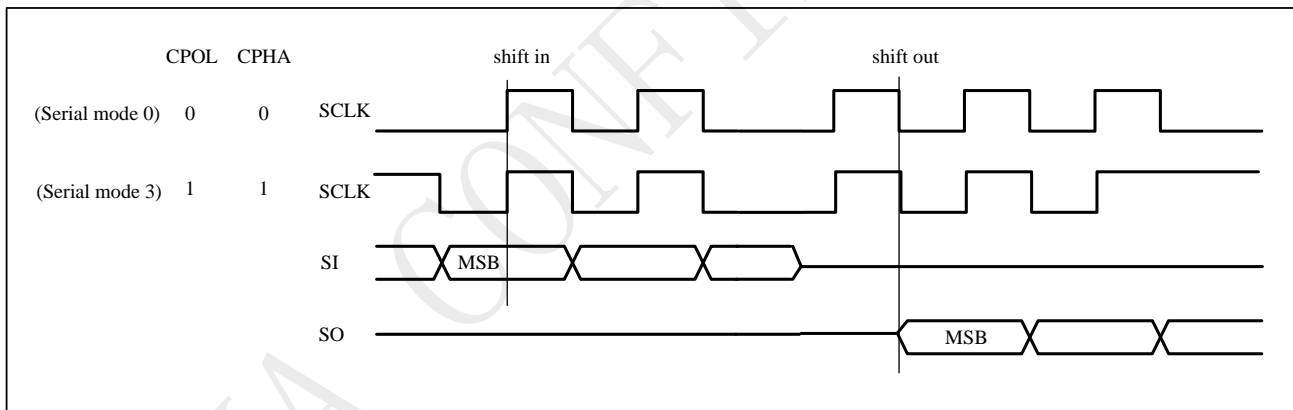 CPOL CPHA shift in shift out
(Serial mode 0) 0 0 SCLK
(Serial mode 3) 1 1 SCLK
SI MSB
SO MSB